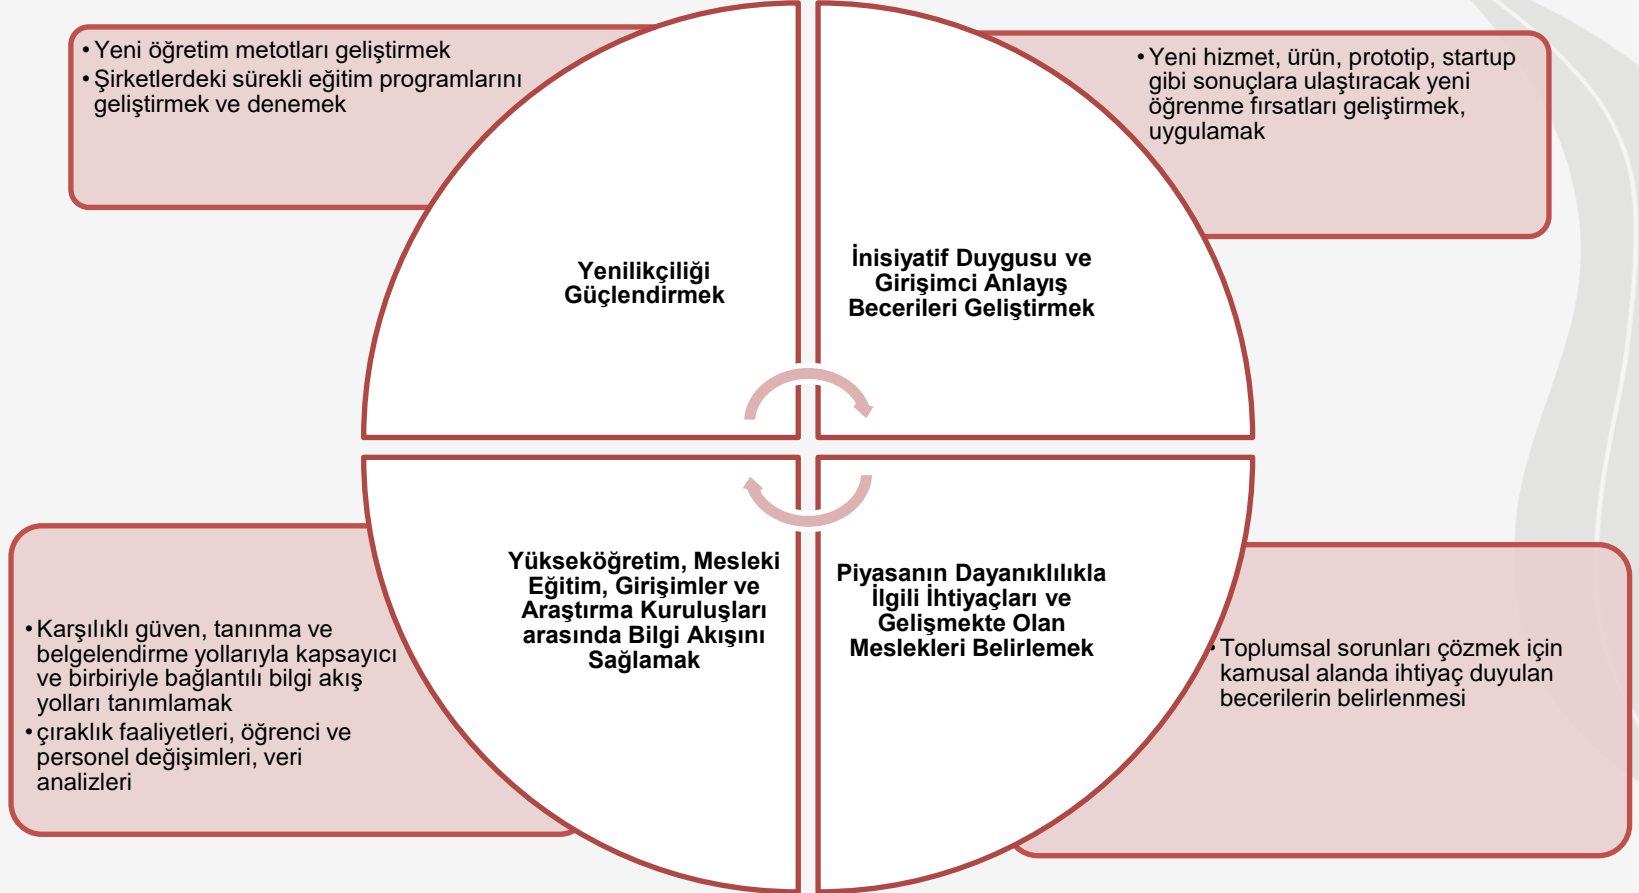 • Yeni öğretim metotları geliştirmek
• Şirketlerdeki sürekli eğitim programlarını
geliştirmek ve denemek
• Yeni hizmet, ürün, prototip, startup
gibi sonuçlara ulaştıracak yeni
öğrenme fırsatları geliştirmek,
uygulamak
Yenilikçiliği
Güçlendirmek
İnisiyatif Duygusu ve
Girişimci Anlayış
Becerileri Geliştirmek
Yükseköğretim, Mesleki
Eğitim, Girişimler ve
Araştırma Kuruluşları
arasında Bilgi Akışını
Sağlamak
Piyasanın Dayanıklılıkla
İlgili İhtiyaçları ve
Gelişmekte Olan
Meslekleri Belirlemek
• Karşılıklı güven, tanınma ve
belgelendirme yollarıyla kapsayıcı
ve birbiriyle bağlantılı bilgi akış
yolları tanımlamak
• çıraklık faaliyetleri, öğrenci ve
personel değişimleri, veri
analizleri
• Toplumsal sorunları çözmek için
kamusal alanda ihtiyaç duyulan
becerilerin belirlenmesi